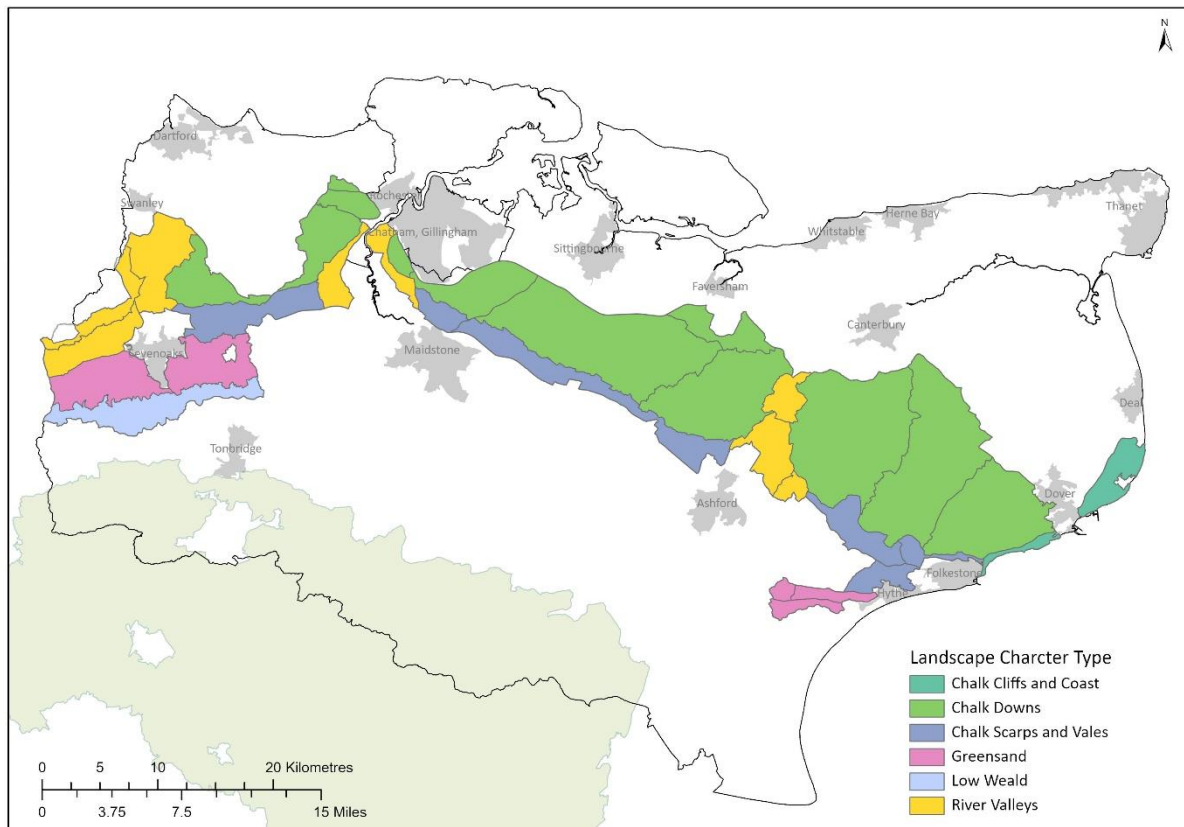 N
Dartford
Swanley
Rochester
Chatham, Gillingham
Sittingbourne
Faversham
Whitstable
Herne Bay
Thanet
Canterbury
Sevenoaks
Maidstone
Deal
Tonbridge
Ashford
Dover
Folkestone
Hythe
Landscape Charcter Type
Chalk Cliffs and Coast
Chalk Downs
Chalk Scarps and Vales
Greensand
Low Weald
River Valleys
0 5 10 20 Kilometres
0 3.75 7.5 15 Miles